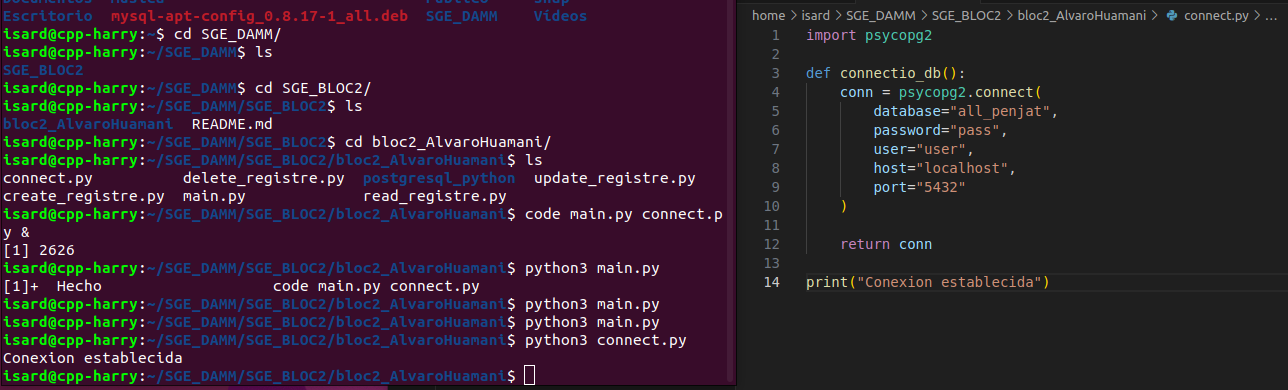 Escritorio  mysql-apt-config_0.8.17-1_all.deb  SGE_DAMM  Vídeos
isard@cpp-harry:~$ cd SGE_DAMM/
isard@cpp-harry:~/SGE_DAMM$ ls
SGE_BLOC2
isard@cpp-harry:~/SGE_DAMM$ cd SGE_BLOC2/
isard@cpp-harry:~/SGE_DAMM/SGE_BLOC2$ ls
bloc2_AlvaroHuamani  README.md
isard@cpp-harry:~/SGE_DAMM/SGE_BLOC2$ cd bloc2_AlvaroHuamani/
isard@cpp-harry:~/SGE_DAMM/SGE_BLOC2/bloc2_AlvaroHuamani$ ls
connect.py  delete_registre.py  postgresql_python  update_registre.py
create_registre.py  main.py  read_registre.py
isard@cpp-harry:~/SGE_DAMM/SGE_BLOC2/bloc2_AlvaroHuamani$ code main.py connect.p
y &
[1] 2626
isard@cpp-harry:~/SGE_DAMM/SGE_BLOC2/bloc2_AlvaroHuamani$ python3 main.py
[1]+  Hecho  code main.py connect.py
isard@cpp-harry:~/SGE_DAMM/SGE_BLOC2/bloc2_AlvaroHuamani$ python3 main.py
isard@cpp-harry:~/SGE_DAMM/SGE_BLOC2/bloc2_AlvaroHuamani$ python3 main.py
isard@cpp-harry:~/SGE_DAMM/SGE_BLOC2/bloc2_AlvaroHuamani$ python3 connect.py
Conexion establecida
isard@cpp-harry:~/SGE_DAMM/SGE_BLOC2/bloc2_AlvaroHuamani$
home > isard > SGE_DAMM > SGE_BLOC2 > bloc2_AlvaroHuamani > connect.py > ...
1 import psycopg2
2
3 def connectio_db():
4     conn = psycopg2.connect(
5         database="all_penjat",
6         password="pass",
7         user="user",
8         host="localhost",
9         port="5432"
10     )
11
12     return conn
13
14 print("Conexion establecida")